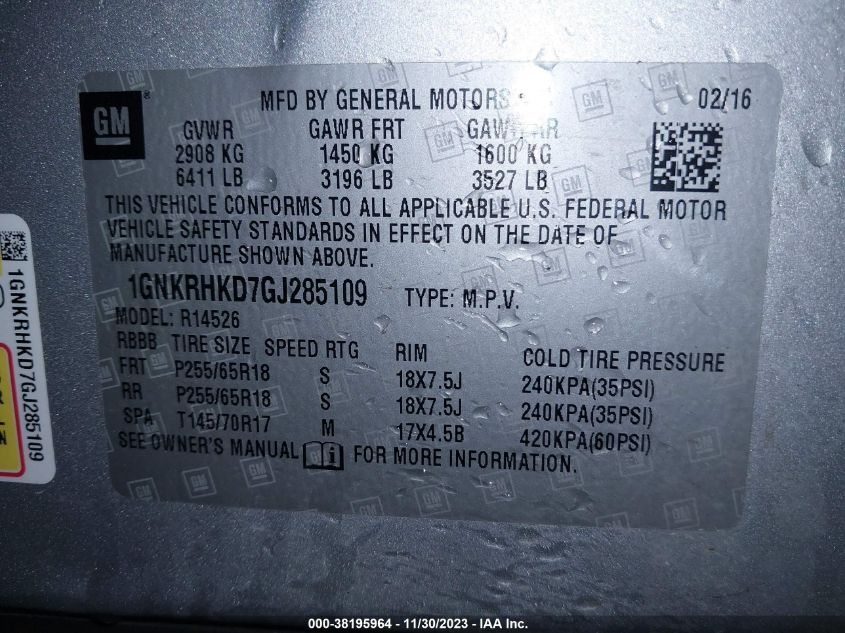 GM
MFD BY GENERAL MOTORS
02/16
GVWR GAWR FRT GAWR RR
2908 KG 1450 KG 1600 KG
6411 LB 3196 LB 3527 LB
THIS VEHICLE CONFORMS TO ALL APPLICABLE U.S. FEDERAL MOTOR
VEHICLE SAFETY STANDARDS IN EFFECT ON THE DATE OF
MANUFACTURE SHOWN ABOVE.
1GNKRHKD7GJ285109 TYPE: M.P.V.
MODEL: R14526
RBBB TIRE SIZE SPEED RTG RIM COLD TIRE PRESSURE
FRT P255/65R18 S 18X7.5J 240KPA(35PSI)
RR P255/65R18 S 18X7.5J 240KPA(35PSI)
SPA T145/70R17 M 17X4.5B 420KPA(60PSI)
SEE OWNER'S MANUAL i FOR MORE INFORMATION.
1GNKRHKD7GJ285109
000-38195964 — 11/30/2023 — IAA Inc.